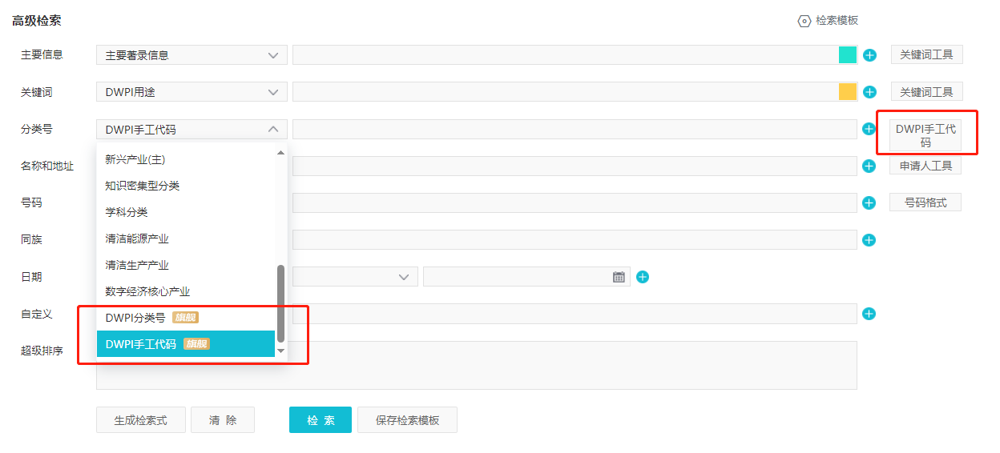 高级检索
检索模板
主要信息
主要著录信息
关键词工具
关键词
DWPI用途
关键词工具
分类号
DWPI手工代码
DWPI手工代
码
新兴产业(主)
名称和地址
申请人工具
知识密集型分类
号码
号码格式
学科分类
同族
清洁能源产业
清洁生产产业
日期
数字经济核心产业
自定义
DWPI分类号 旗舰
DWPI手工代码 旗舰
超级排序
生成检索式
清 除
检 索
保存检索模板